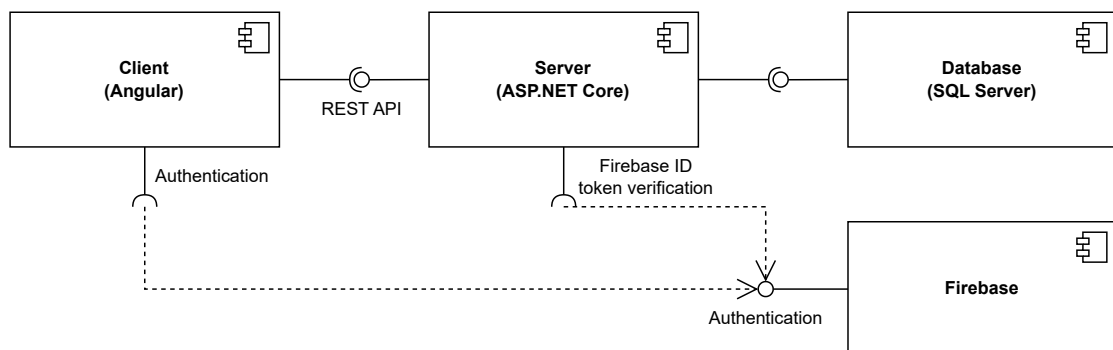 Client
(Angular)
REST API
Server
(ASP.NET Core)
Database
(SQL Server)
Authentication
Firebase ID
token verification
Firebase
Authentication